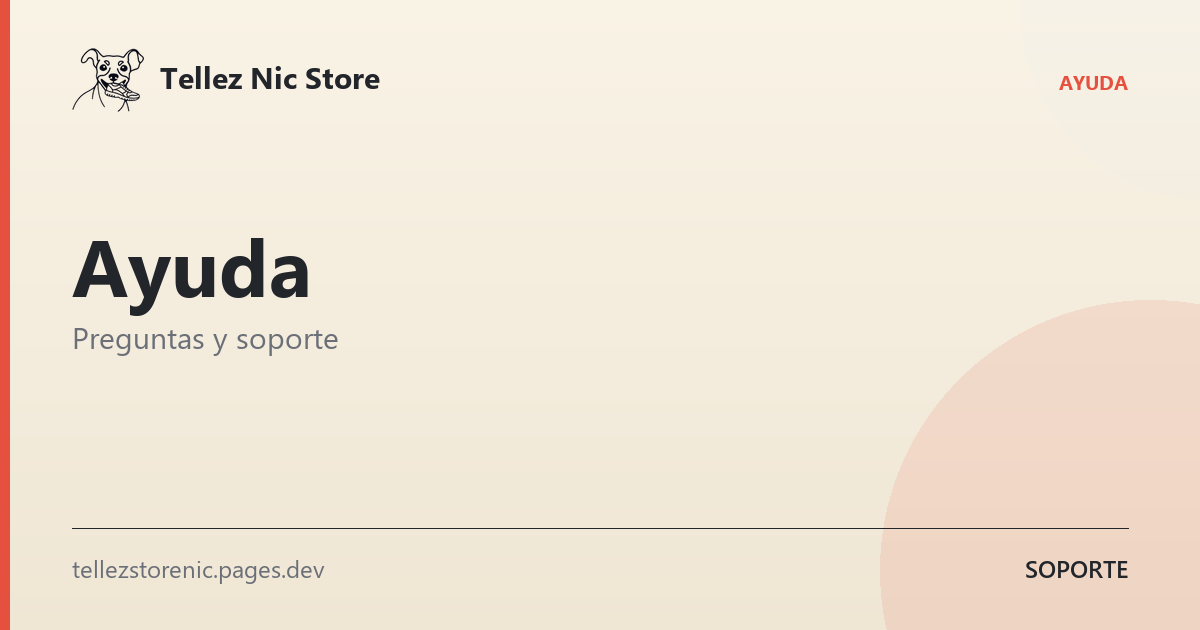 Tellez Nic Store
AYUDA
Ayuda
Preguntas y soporte
tellezstorenic.pages.dev
SOPORTE